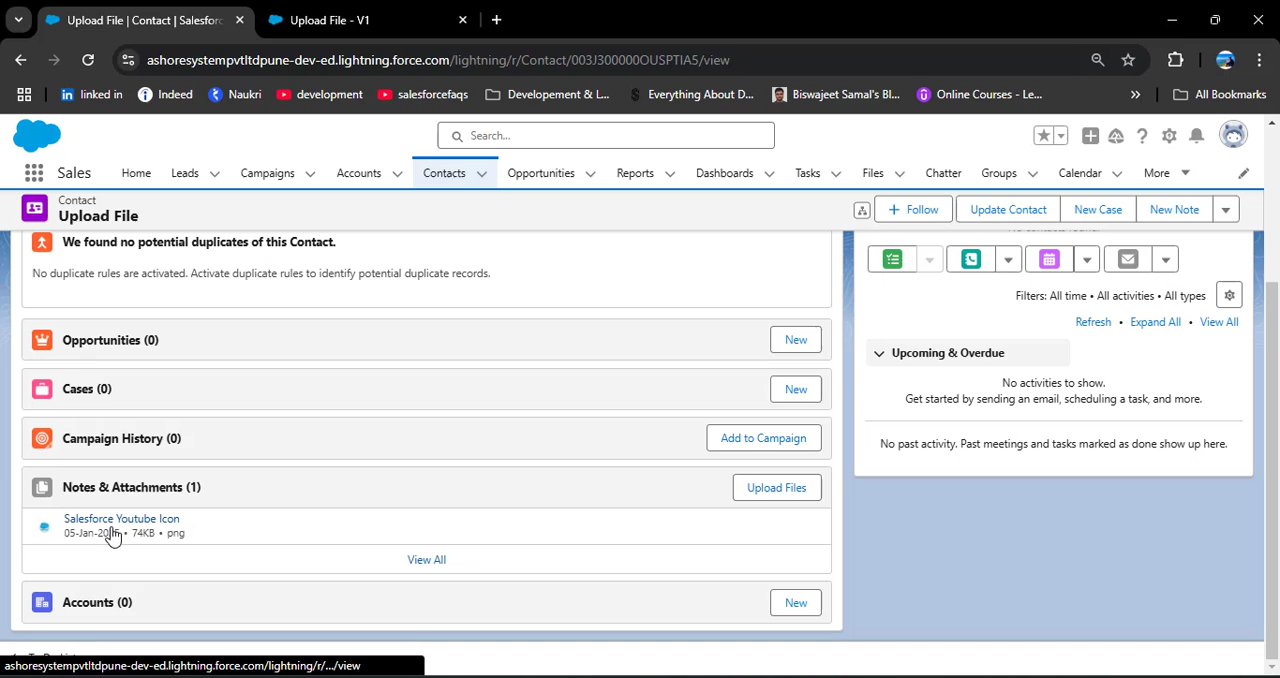 Upload File | Contact | Salesforc
Upload File - V1
ashoresystempvtltdpune-dev-ed.lightning.force.com/lightning/r/Contact/003J300000OUSPTIA5/view
linked in
Indeed
Naukri
development
salesforcefaqs
Developement & L...
Everything About D...
Biswajeet Samal's Bl...
Online Courses - Le...
All Bookmarks
Search...
Sales
Home
Leads
Campaigns
Accounts
Contacts
Opportunities
Reports
Dashboards
Tasks
Files
Chatter
Groups
Calendar
More
Contact
Upload File
Follow
Update Contact
New Case
New Note
We found no potential duplicates of this Contact.
No duplicate rules are activated. Activate duplicate rules to identify potential duplicate records.
Opportunities (0)
New
Cases (0)
New
Campaign History (0)
Add to Campaign
Notes & Attachments (1)
Upload Files
Salesforce Youtube Icon
• 74KB • png
View All
Accounts (0)
New
Filters: All time • All activities • All types
Refresh • Expand All • View All
Upcoming & Overdue
No activities to show.
Get started by sending an email, scheduling a task, and more.
No past activity. Past meetings and tasks marked as done show up here.
ashoresystempvtltdpune-dev-ed.lightning.force.com/lightning/r/.../view